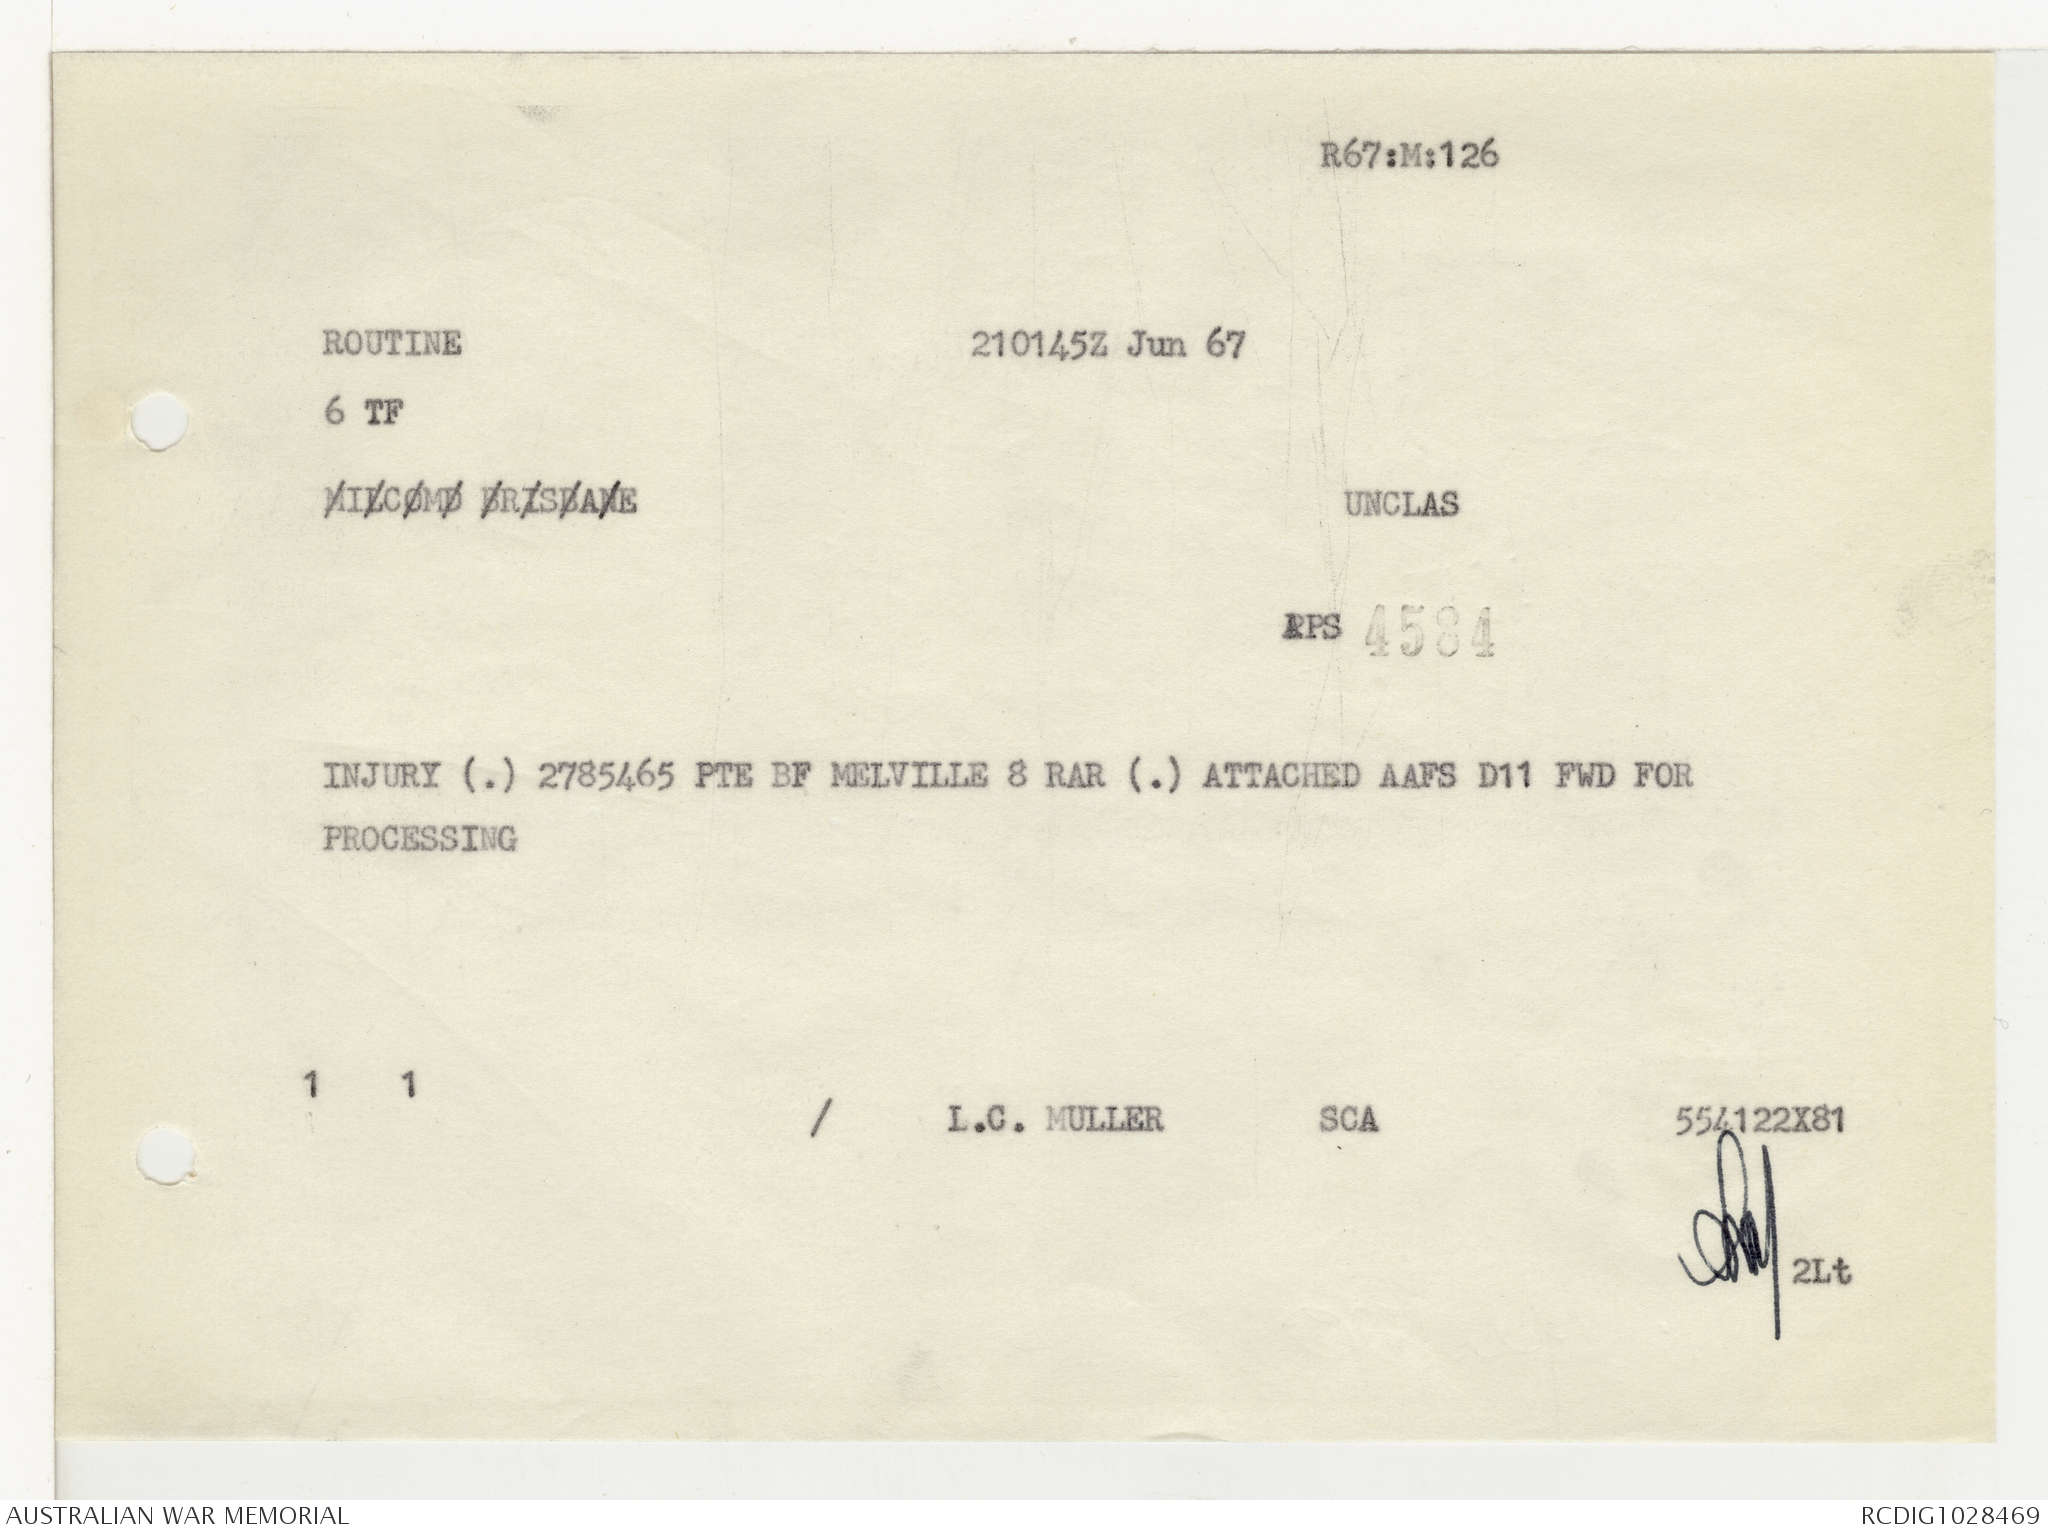 R67:M:126
ROUTINE 210145Z Jun 67
6 TF
MILCOMD BRISBANE UNCLAS
RPS 4584
INJURY (.) 2785465 PTE BF MELVILLE 8 RAR (.) ATTACHED AAFS D11 FWD FOR
PROCESSING
1 1
/ L.C. MULLER SCA 554122X81
2Lt
AUSTRALIAN WAR MEMORIAL RCDIG1028469